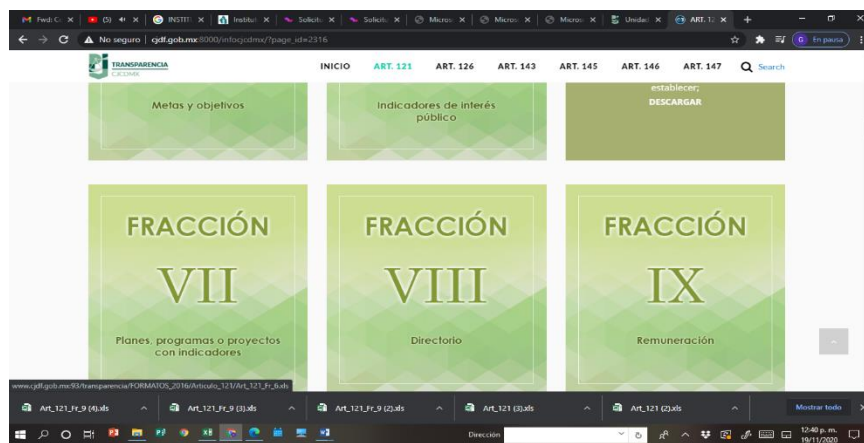 Fwd: C
(5)
INSTIT
Institut
Solicitu
Solicitu
Micros
Micros
Micros
Unidad
ART. 12
No seguro | cjdf.gob.mx:8000/infocjcdmx/?page_id=2316
G En pausa
TRANSPARENCIA
CJCDMX
INICIO ART. 121 ART. 126 ART. 143 ART. 145 ART. 146 ART. 147 Search
Metas y objetivos
Indicadores de interés
público
establecer;
DESCARGAR
FRACCIÓN
VII
Planes, programas o proyectos
con indicadores
FRACCIÓN
VIII
Directorio
FRACCIÓN
IX
Remuneración
www.cjdf.gob.mx:93/transparencia/FORMATOS_2016/Articulo_121/Art_121_Fr_6.xls
Art_121_Fr_9 (4).xls
Art_121_Fr_9 (3).xls
Art_121_Fr_9 (2).xls
Art_121 (3).xls
Art_121 (2).xls
Mostrar todo
Dirección
12:40 p. m.
19/11/2020